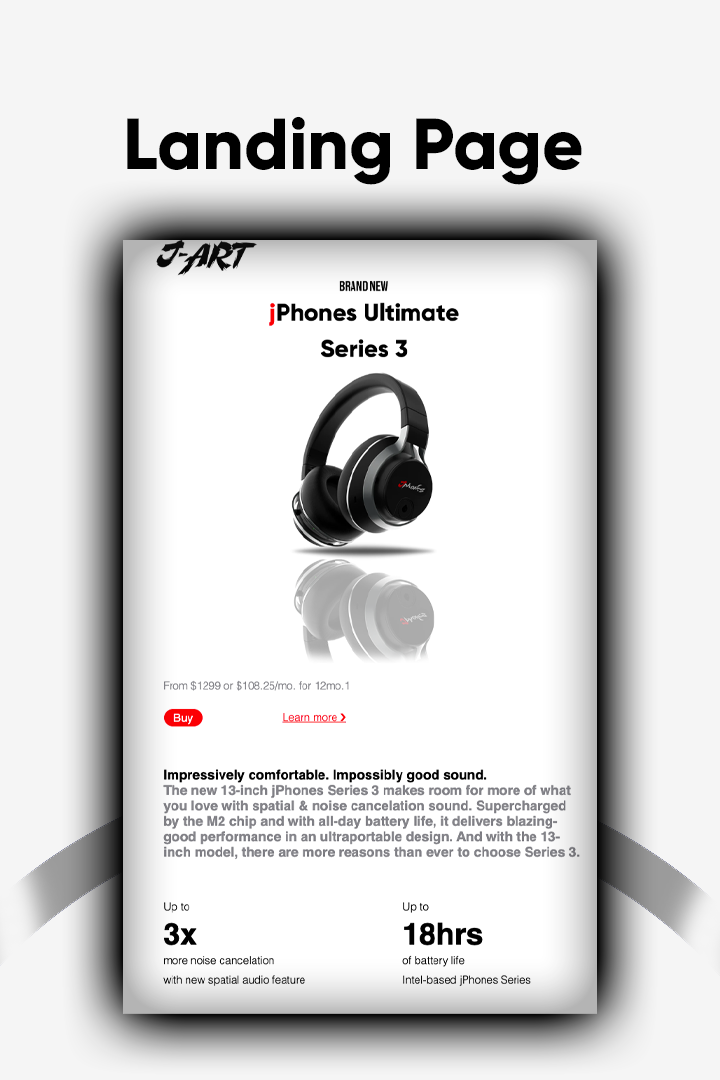 Landing Page
J-ART
BRAND NEW
jPhones Ultimate
Series 3
From $1299 or $108.25/mo. for 12mo.1
Buy
Learn more ❯
Impressively comfortable. Impossibly good sound.
The new 13-inch jPhones Series 3 makes room for more of what
you love with spatial & noise cancelation sound. Supercharged
by the M2 chip and with all-day battery life, it delivers blazing-
good performance in an ultraportable design. And with the 13-
inch model, there are more reasons than ever to choose Series 3.
Up to
3x
more noise cancelation
with new spatial audio feature
Up to
18hrs
of battery life
Intel-based jPhones Series